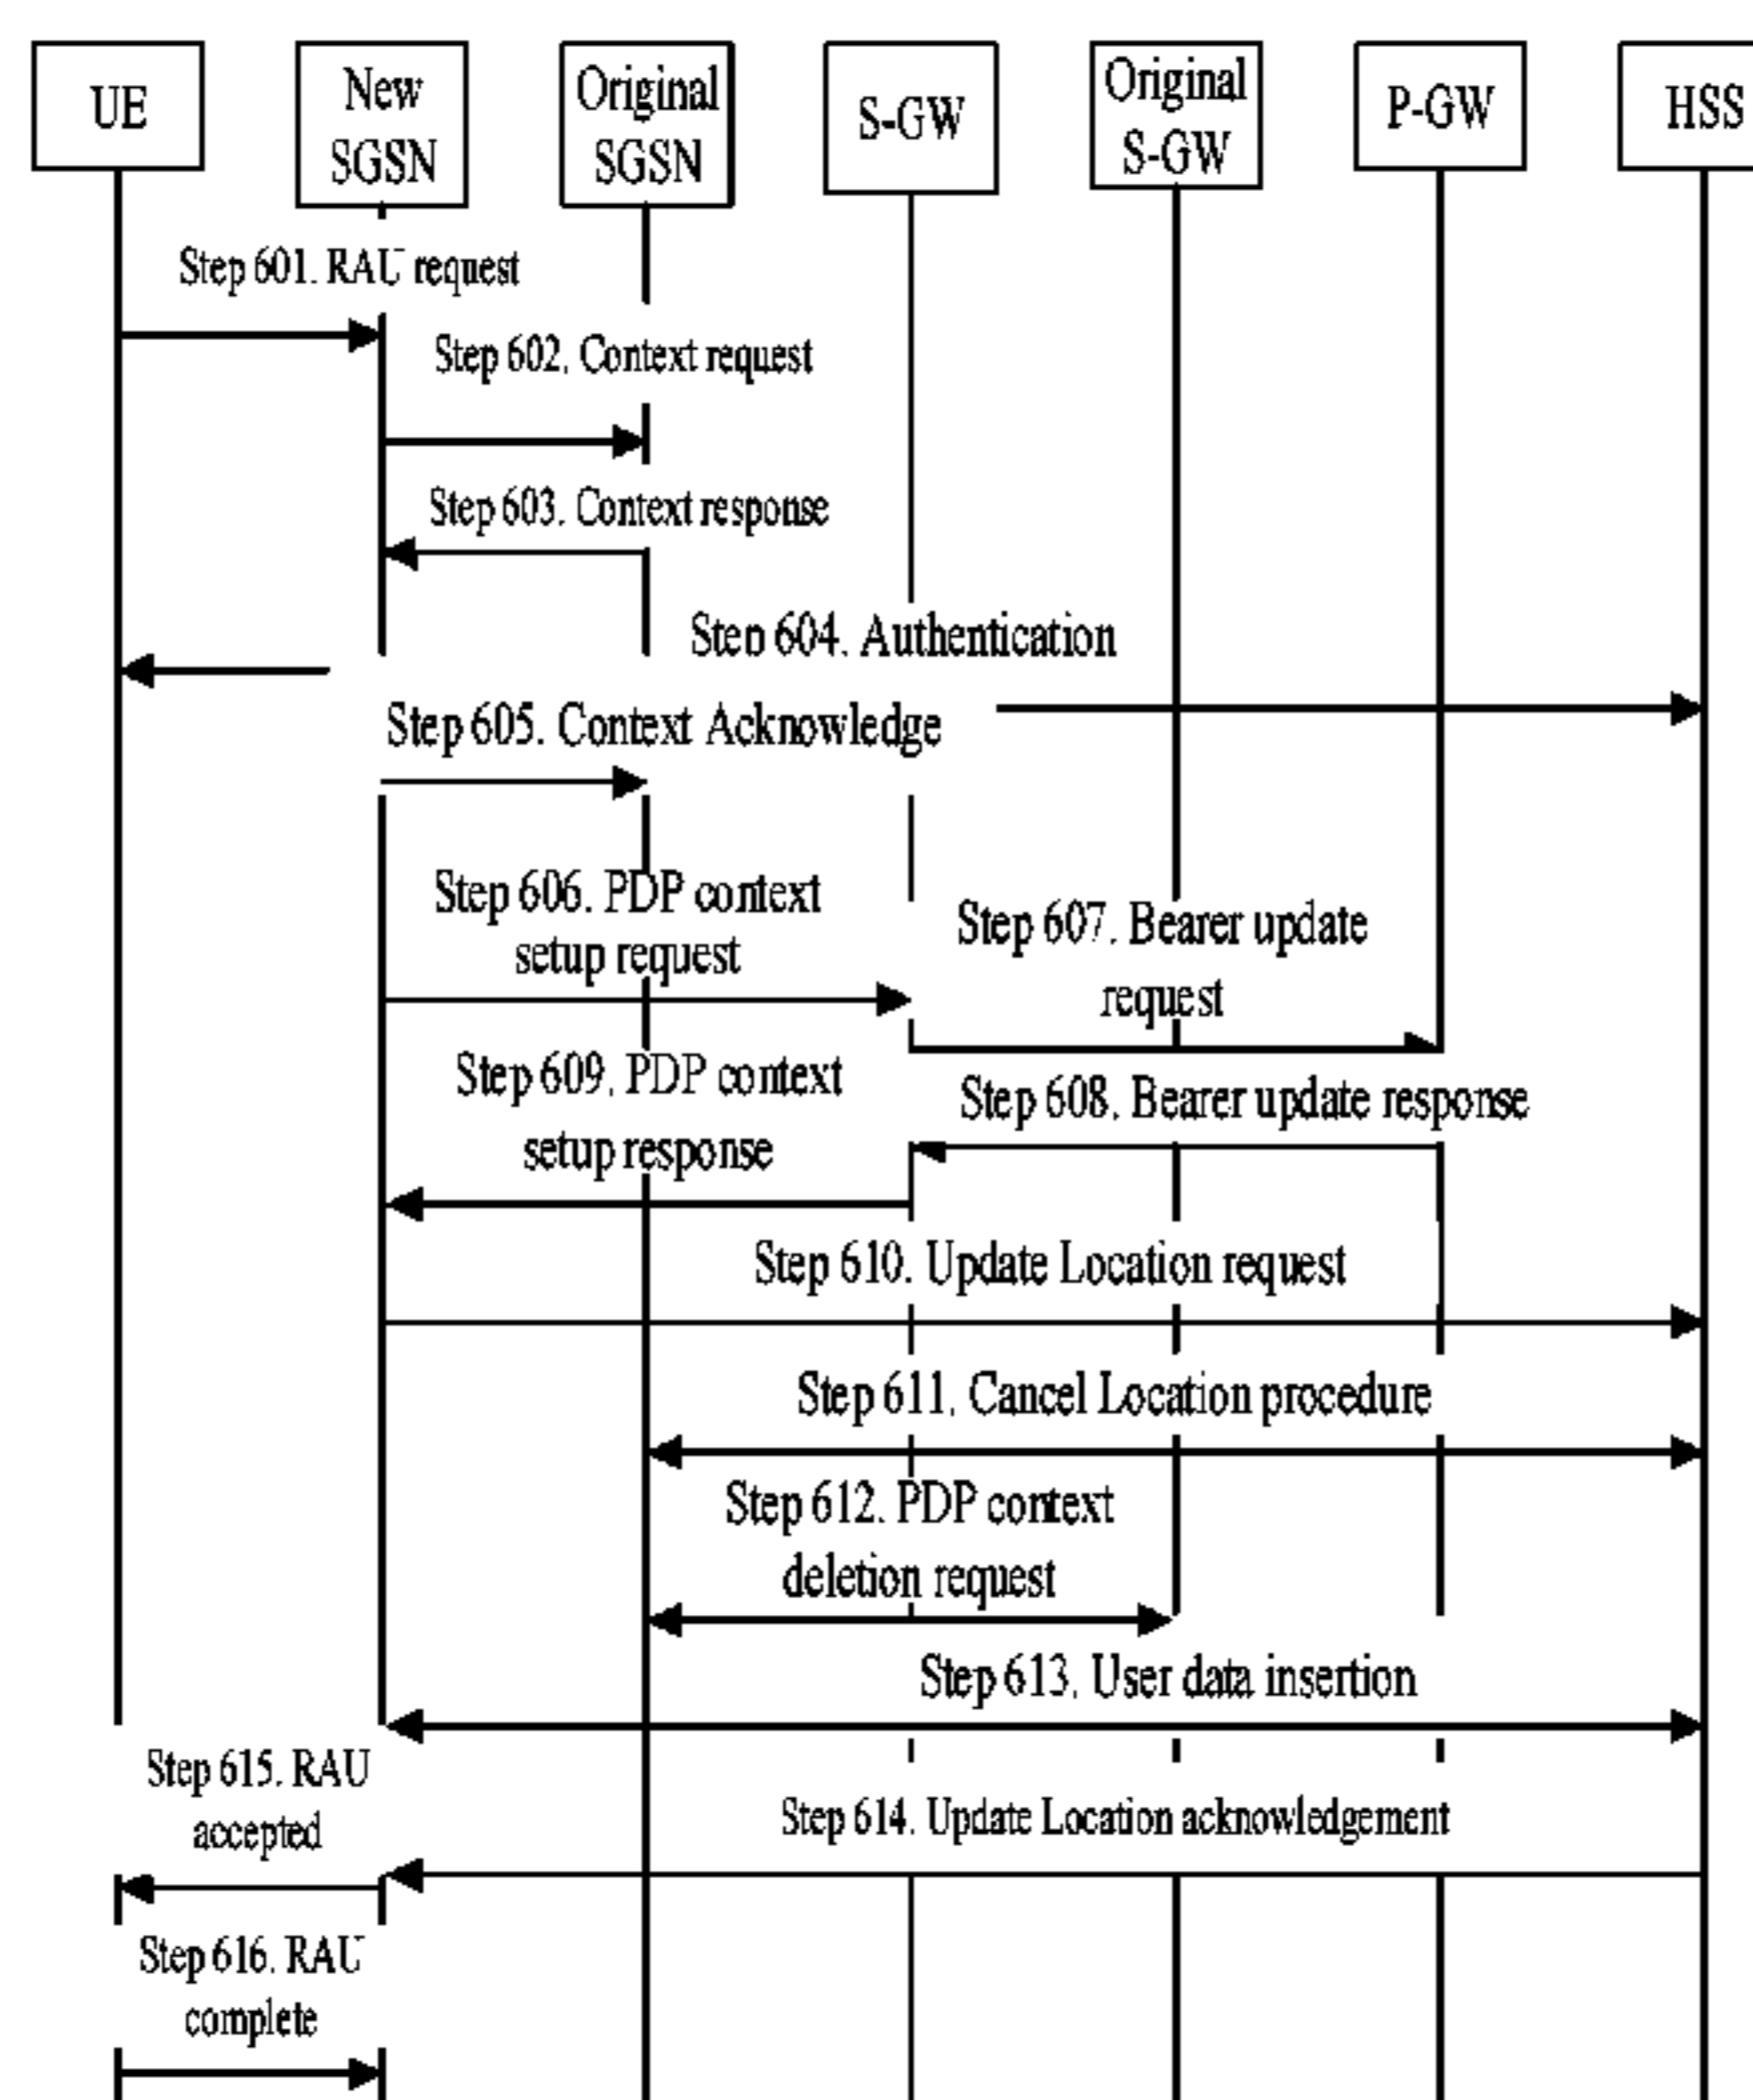 UE
New
SGSN
Original
SGSN
S-GW
Original
S-GW
P-GW
HSS
Step 601. RAU request
Step 602. Context request
Step 603. Context response
Step 604. Authentication
Step 605. Context Acknowledge
Step 606. PDP context
setup request
Step 607. Bearer update
request
Step 609. PDP context
setup response
Step 608. Bearer update response
Step 610. Update Location request
Step 611. Cancel Location procedure
Step 612. PDP context
deletion request
Step 613. User data insertion
Step 615. RAU
accepted
Step 614. Update Location acknowledgement
Step 616. RAU
complete